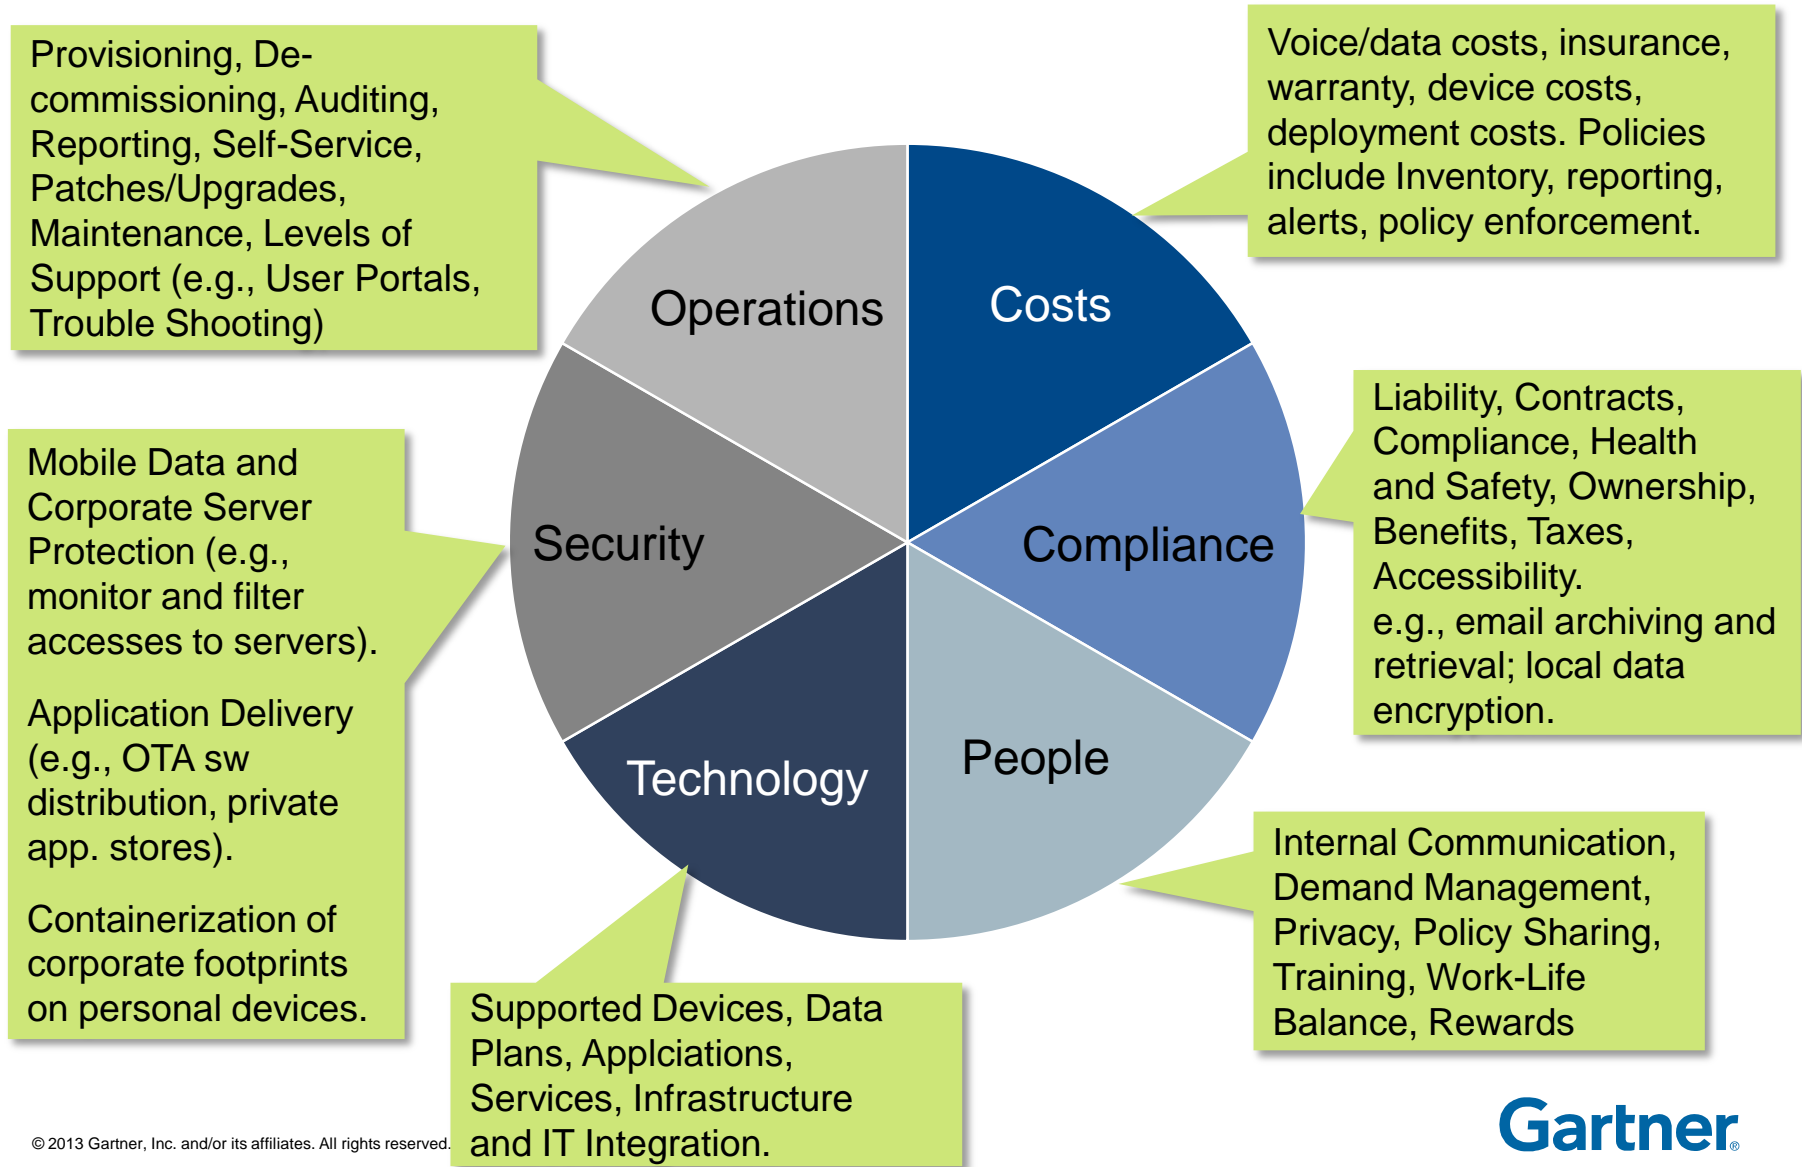 Provisioning, De-
commissioning, Auditing,
Reporting, Self-Service,
Patches/Upgrades,
Maintenance, Levels of
Support (e.g., User Portals,
Trouble Shooting)
Voice/data costs, insurance,
warranty, device costs,
deployment costs. Policies
include Inventory, reporting,
alerts, policy enforcement.
Operations
Costs
Mobile Data and
Corporate Server
Protection (e.g.,
monitor and filter
accesses to servers).
Application Delivery
(e.g., OTA sw
distribution, private
app. stores).
Containerization of
corporate footprints
on personal devices.
Security
Compliance
Liability, Contracts,
Compliance, Health
and Safety, Ownership,
Benefits, Taxes,
Accessibility.
e.g., email archiving and
retrieval; local data
encryption.
Technology
People
Internal Communication,
Demand Management,
Privacy, Policy Sharing,
Training, Work-Life
Balance, Rewards
Supported Devices, Data
Plans, Applciations,
Services, Infrastructure
and IT Integration.
© 2013 Gartner, Inc. and/or its affiliates. All rights reserved.
Gartner®